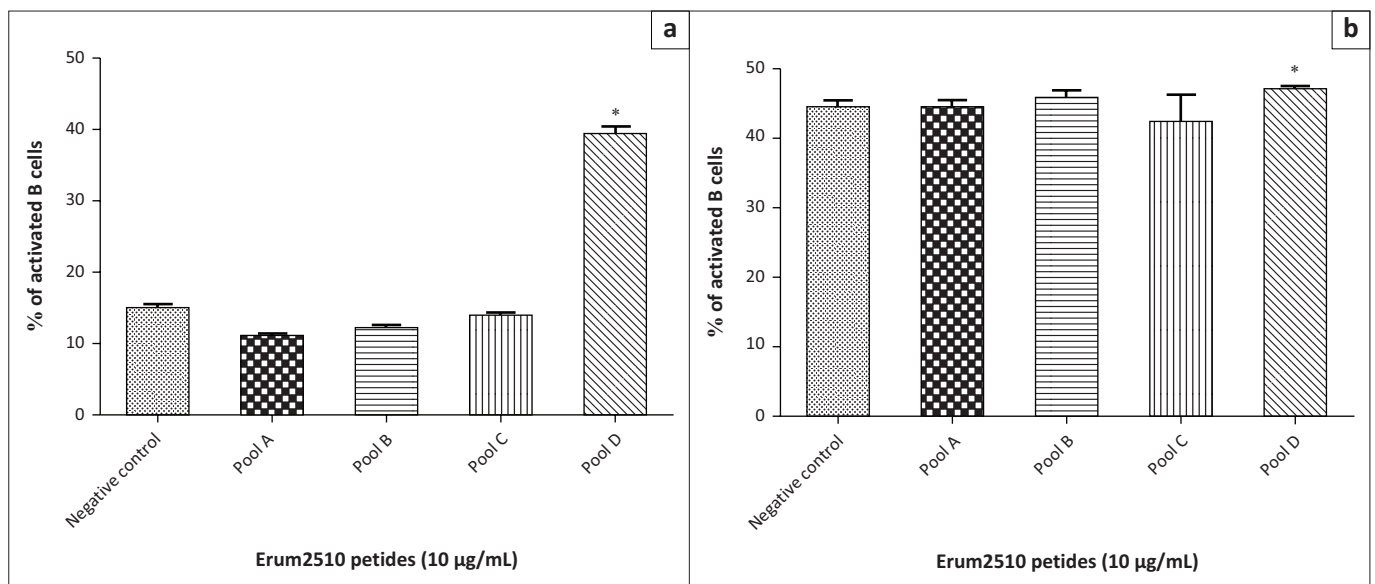 a
% of activated B cells
50
40
30
20
10
0
*
Negative control
Pool A
Pool B
Pool C
Pool D
Erum2510 petides (10 µg/mL)
b
% of activated B cells
50
40
30
20
10
0
*
Negative control
Pool A
Pool B
Pool C
Pool D
Erum2510 petides (10 µg/mL)